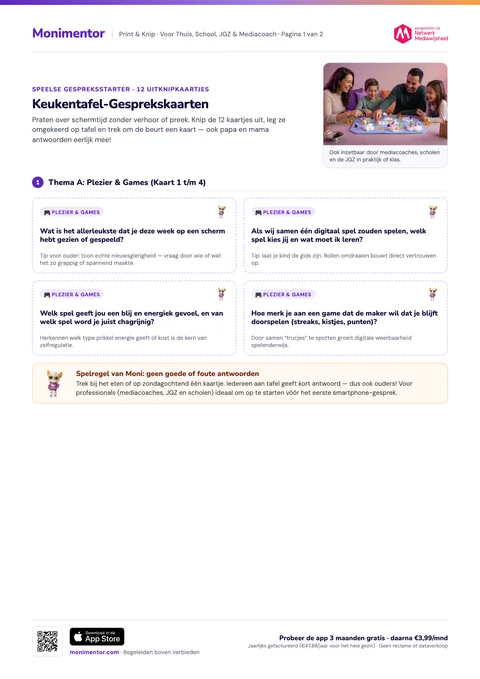 Monimentor
Print & Knip · Voor Thuis, School, JGZ & Mediacoach · Pagina 1 van 2
aangesloten bij
Netwerk
Mediawijsheid
SPEELSE GESPREKSSTARTER · 12 UITKNIPKAARTJES
Keukentafel-Gesprekskaarten
Praten over schermtijd zonder verhoor of preek. Knip de 12 kaartjes uit, leg ze
omgekeerd op tafel en trek om de beurt een kaart — ook papa en mama
antwoorden eerlijk mee!
Ook inzetbaar door mediacoaches, scholen
en de JGZ in praktijk of klas.
1 Thema A: Plezier & Games (Kaart 1 t/m 4)
PLEZIER & GAMES
Wat is het allerleukste dat je deze week op een scherm
hebt gezien of gespeeld?
Tip voor ouder: toon echte nieuwsgierigheid — vraag door wie of wat
het zo grappig of spannend maakte.
PLEZIER & GAMES
Als wij samen één digitaal spel zouden spelen, welk
spel kies jij en wat moet ik leren?
Tip: laat je kind de gids zijn. Rollen omdraaien bouwt direct vertrouwen
op.
PLEZIER & GAMES
Welk spel geeft jou een blij en energiek gevoel, en van
welk spel word je juist chagrijnig?
Herkennen welk type prikkel energie geeft of kost is de kern van
zelfregulatie.
PLEZIER & GAMES
Hoe merk je aan een game dat de maker wil dat je blijft
doorspelen (streaks, kistjes, punten)?
Door samen "trucjes" te spotten groeit digitale weerbaarheid
spelenderwijs.
Spelregel van Moni: geen goede of foute antwoorden
Trek bij het eten of op zondagochtend één kaartje. Iedereen aan tafel geeft kort antwoord — dus ook ouders! Voor
professionals (mediacoaches, JGZ en scholen) ideaal om op te starten vóór het eerste smartphone-gesprek.
Download in de
App Store
monimentor.com · Begeleiden boven verbieden
Probeer de app 3 maanden gratis · daarna €3,99/mnd
Jaarlijks gefactureerd (€47,88/jaar voor het hele gezin) · Geen reclame of dataverkoop